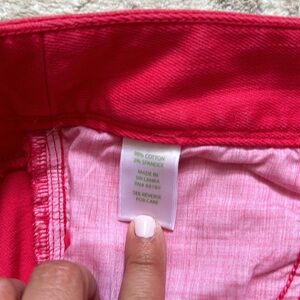 98% COTTON
2% SPANDEX
MADE IN
SRI LANKA
SEE REVERSE
FOR CARE